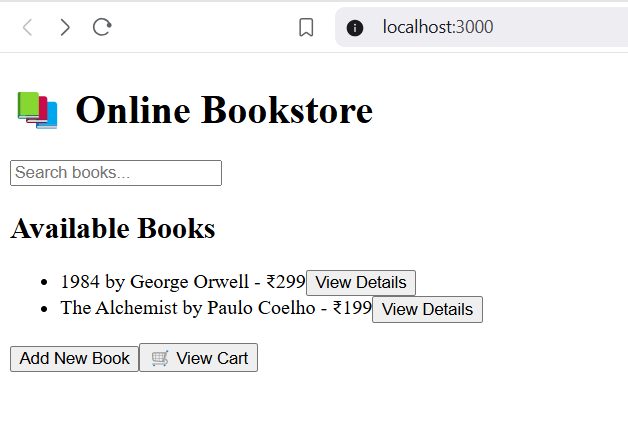 localhost:3000
📚 Online Bookstore
Search books...
Available Books
• 1984 by George Orwell - ₹299 View Details
• The Alchemist by Paulo Coelho - ₹199 View Details
Add New Book 🛒 View Cart